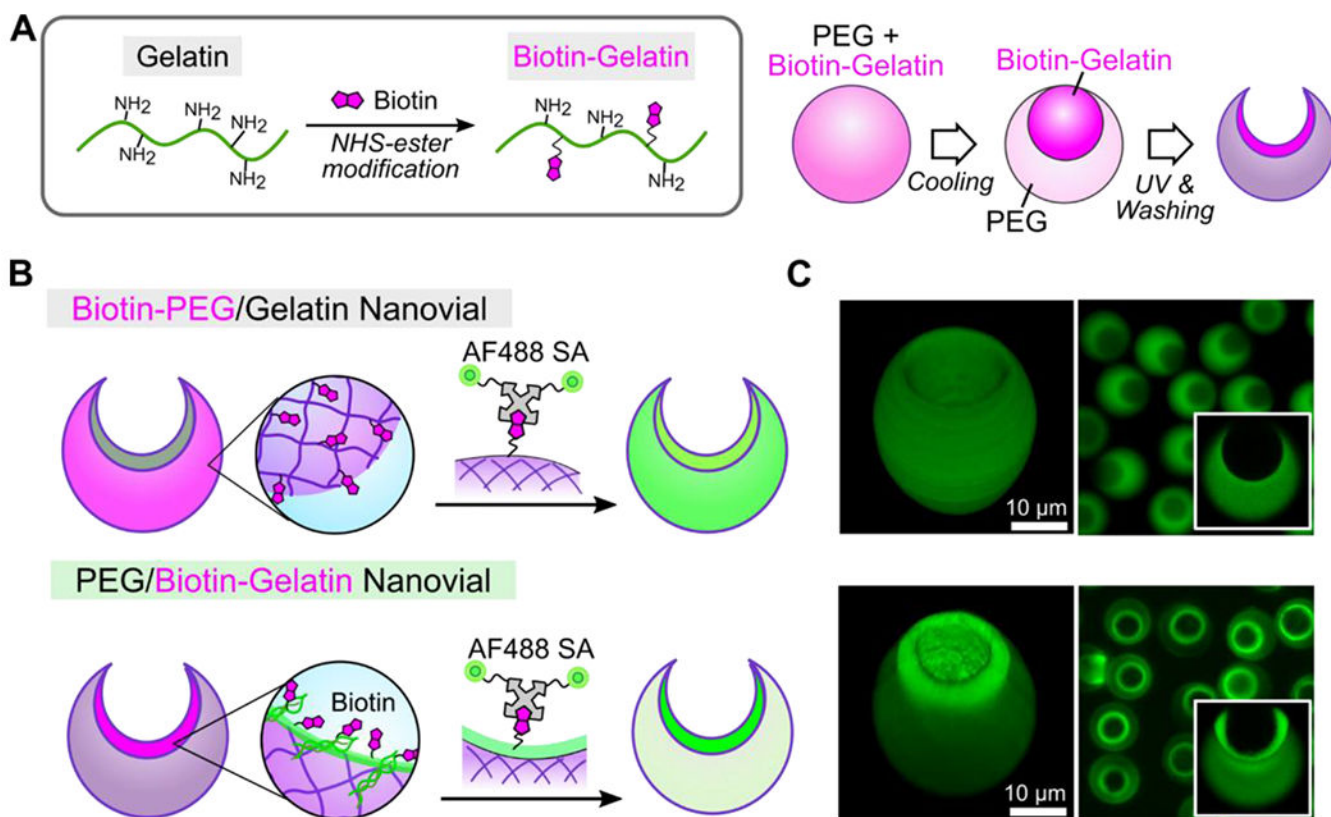 A
Gelatin
NH2
NH2
NH2
NH2
NH2
Biotin
NHS-ester
modification
Biotin-Gelatin
NH2
NH2
PEG +
Biotin-Gelatin
Cooling
Biotin-Gelatin
PEG
UV &
Washing
B
Biotin-PEG/Gelatin Nanovial
AF488 SA
PEG/Biotin-Gelatin Nanovial
Biotin
AF488 SA
C
10 µm
10 µm